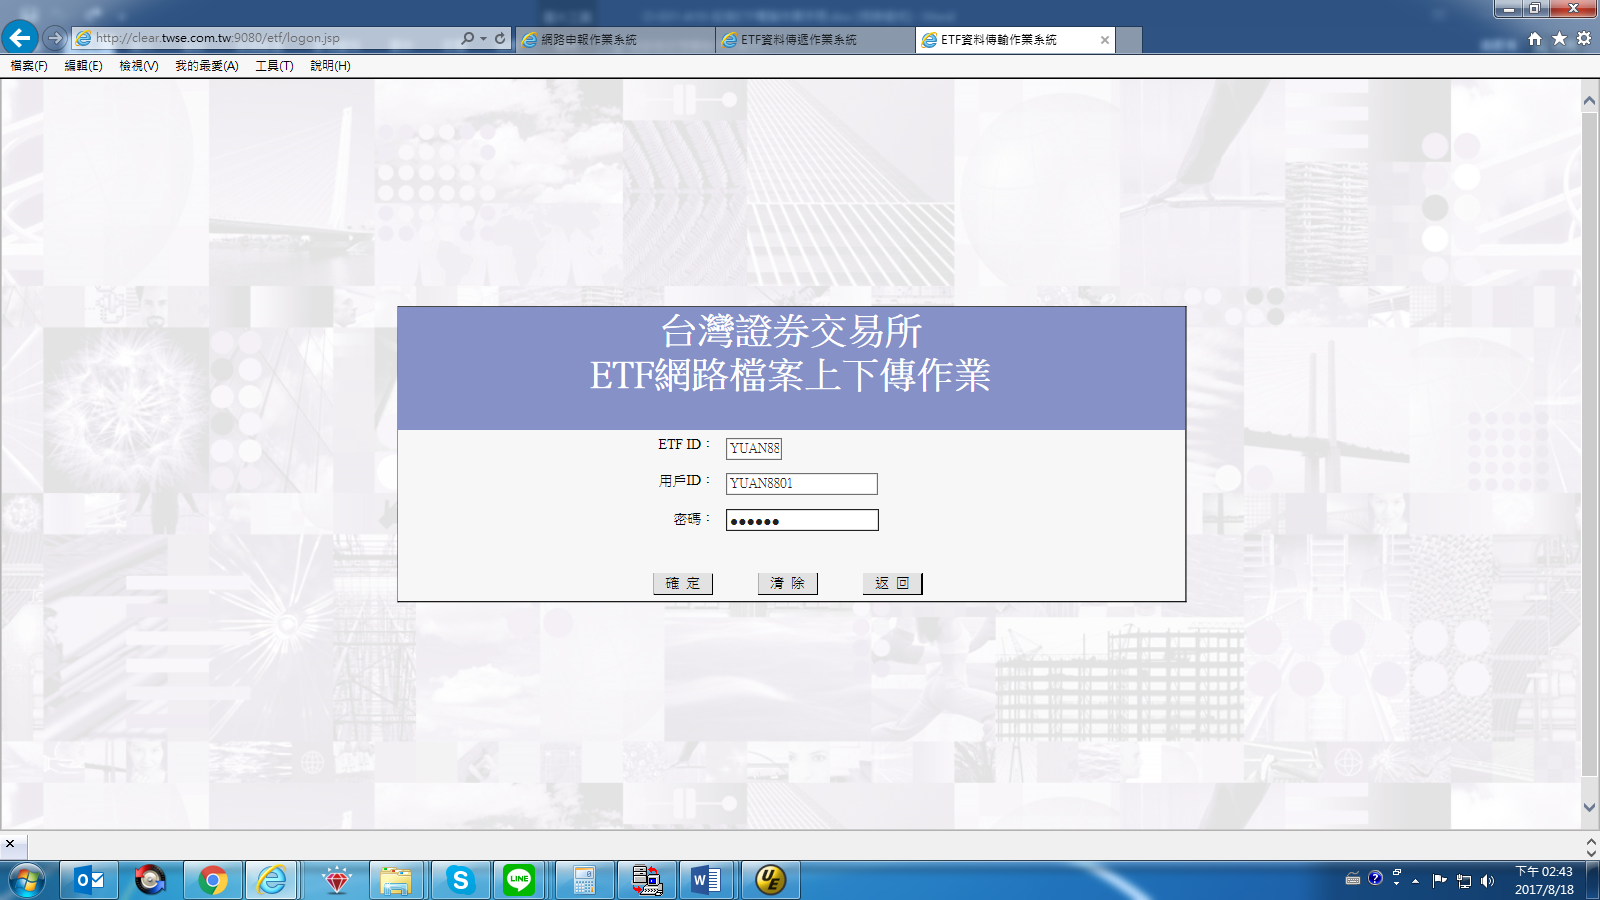 http://clear.twse.com.tw:9080/etf/logon.jsp
網路申報作業系統
ETF資料傳遞作業系統
ETF資料傳輸作業系統
檔案(F) 編輯(E) 檢視(V) 我的最愛(A) 工具(T) 說明(H)
台灣證券交易所
ETF網路檔案上下傳作業
ETF ID： YUAN88
用戶ID： YUAN8801
密碼： ●●●●●●
確 定 清 除 返 回
下午 02:43
2017/8/18